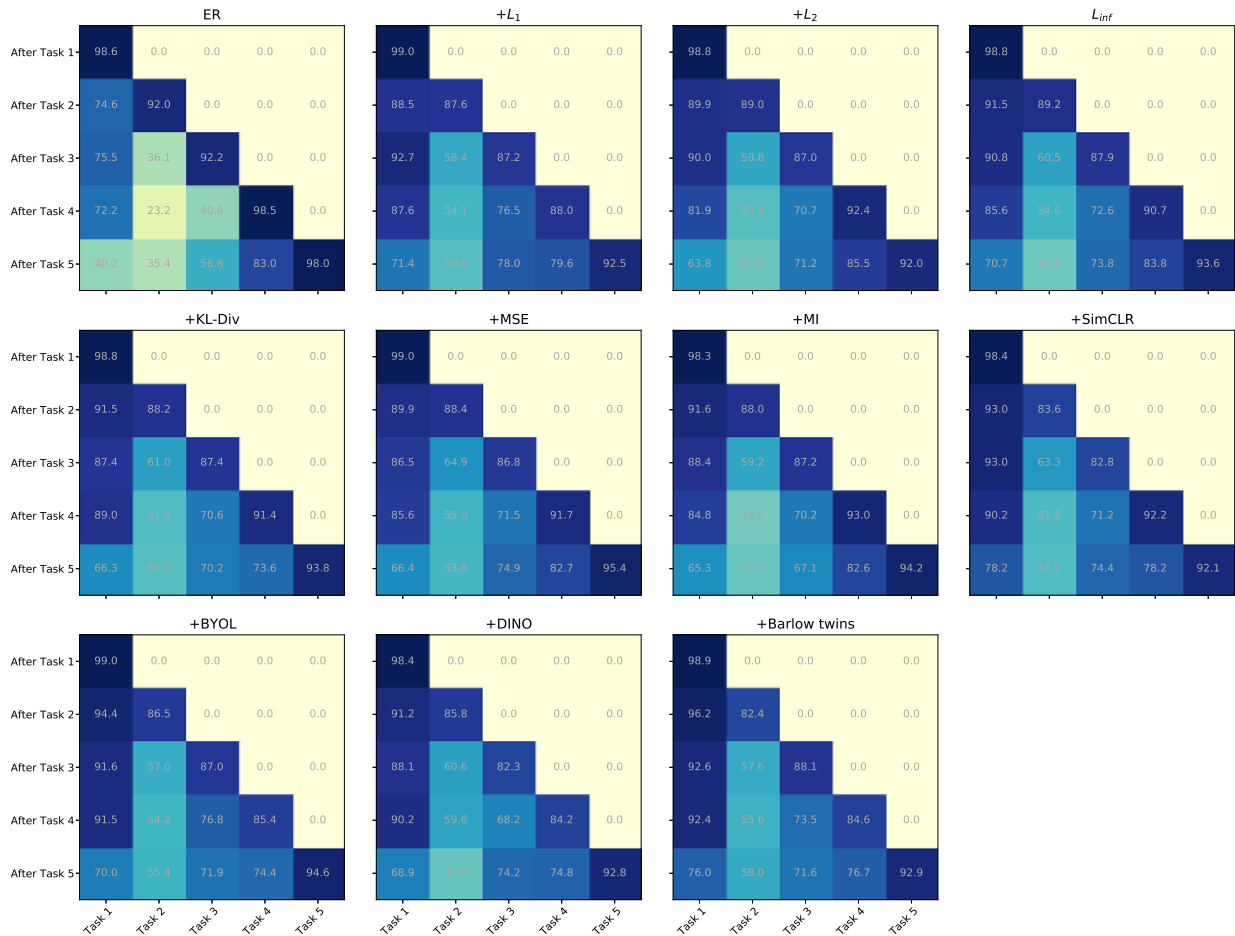 ER +L1 +L2 Linf
After Task 1 98.6 0.0 0.0 0.0 0.0 99.0 0.0 0.0 0.0 0.0 98.8 0.0 0.0 0.0 0.0 98.8 0.0 0.0 0.0 0.0
After Task 2 74.6 92.0 0.0 0.0 0.0 88.5 87.6 0.0 0.0 0.0 89.9 89.0 0.0 0.0 0.0 91.5 89.2 0.0 0.0 0.0
After Task 3 75.5 36.1 92.2 0.0 0.0 92.7 58.4 87.2 0.0 0.0 90.0 58.8 87.0 0.0 0.0 90.8 60.5 87.9 0.0 0.0
After Task 4 72.2 23.2 40.6 98.5 0.0 87.6 54.1 76.5 88.0 0.0 81.9 70.7 92.4 0.0 85.6 54.6 72.6 90.7 0.0
After Task 5 40.2 35.4 56.6 83.0 98.0 71.4 78.0 79.6 92.5 63.8 71.2 85.5 92.0 70.7 73.8 83.8 93.6
+KL-Div +MSE +MI +SimCLR
After Task 1 98.8 0.0 0.0 0.0 0.0 99.0 0.0 0.0 0.0 0.0 98.3 0.0 0.0 0.0 0.0 98.4 0.0 0.0 0.0 0.0
After Task 2 91.5 88.2 0.0 0.0 0.0 89.9 88.4 0.0 0.0 0.0 91.6 88.0 0.0 0.0 0.0 93.0 83.6 0.0 0.0 0.0
After Task 3 87.4 61.0 87.4 0.0 0.0 86.5 64.9 86.8 0.0 0.0 88.4 59.2 87.2 0.0 0.0 93.0 63.3 82.8 0.0 0.0
After Task 4 89.0 51.6 70.6 91.4 0.0 85.6 55.0 71.5 91.7 0.0 84.8 70.2 93.0 0.0 90.2 51.8 71.2 92.2 0.0
After Task 5 66.3 70.2 73.6 93.8 66.4 53.8 74.9 82.7 95.4 65.3 67.1 82.6 94.2 78.2 51.2 74.4 78.2 92.1
+BYOL +DINO +Barlow twins
After Task 1 99.0 0.0 0.0 0.0 0.0 98.4 0.0 0.0 0.0 0.0 98.9 0.0 0.0 0.0 0.0
After Task 2 94.4 86.5 0.0 0.0 0.0 91.2 85.8 0.0 0.0 0.0 96.2 82.4 0.0 0.0 0.0
After Task 3 91.6 57.0 87.0 0.0 0.0 88.1 60.6 82.3 0.0 0.0 92.6 57.6 88.1 0.0 0.0
After Task 4 91.5 54.2 76.8 85.4 0.0 90.2 59.6 68.2 84.2 0.0 92.4 55.6 73.5 84.6 0.0
After Task 5 70.0 55.4 71.9 74.4 94.6 68.9 74.2 74.8 92.8 76.0 58.0 71.6 76.7 92.9
Task 1 Task 2 Task 3 Task 4 Task 5 Task 1 Task 2 Task 3 Task 4 Task 5 Task 1 Task 2 Task 3 Task 4 Task 5